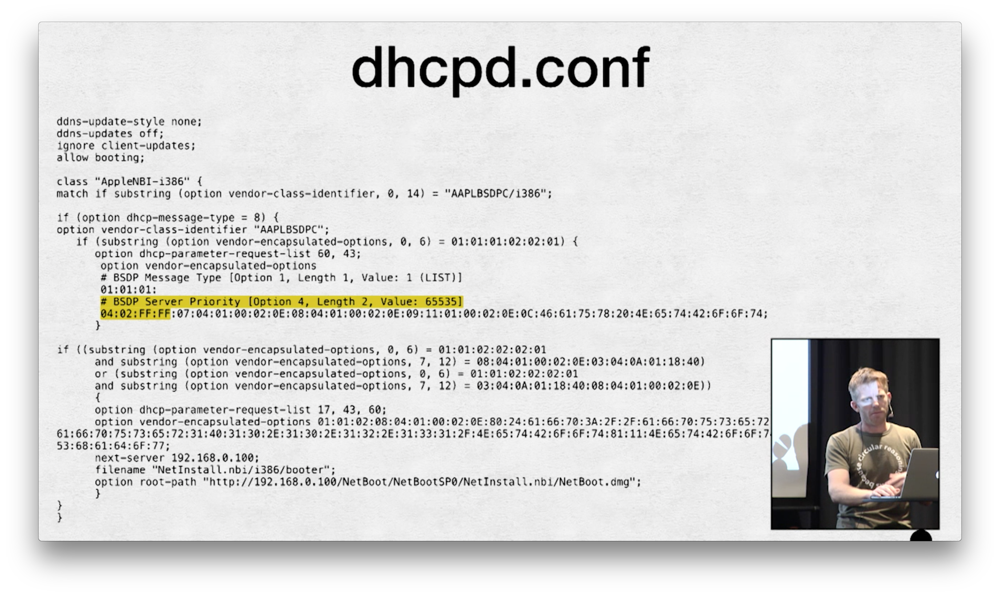 dhcpd.conf
ddns-update-style none;
ddns-updates off;
ignore client-updates;
allow booting;
class "AppleNBI-i386" {
match if substring (option vendor-class-identifier, 0, 14) = "AAPLBSDPC/i386";
if (option dhcp-message-type = 8) {
option vendor-class-identifier "AAPLBSDPC";
if (substring (option vendor-encapsulated-options, 0, 6) = 01:01:01:02:02:01) {
option dhcp-parameter-request-list 60, 43;
option vendor-encapsulated-options
# BSDP Message Type [Option 1, Length 1, Value: 1 (LIST)]
01:01:01:
# BSDP Server Priority [Option 4, Length 2, Value: 65535]
04:02:FF:FF:07:04:01:00:02:0E:08:04:01:00:02:0E:09:11:01:00:02:0E:0C:46:61:75:78:20:4E:65:74:42:6F:6F:74;
}
if ((substring (option vendor-encapsulated-options, 0, 6) = 01:01:02:02:02:01
and substring (option vendor-encapsulated-options, 7, 12) = 08:04:01:00:02:0E:03:04:0A:01:18:40)
or (substring (option vendor-encapsulated-options, 0, 6) = 01:01:02:02:02:01
and substring (option vendor-encapsulated-options, 7, 12) = 03:04:0A:01:18:40:08:04:01:00:02:0E))
{
option dhcp-parameter-request-list 17, 43, 60;
option vendor-encapsulated-options 01:01:02:08:04:01:00:02:0E:80:24:61:66:70:3A:2F:2F:61:66:70:75:73:65:72
61:66:70:75:73:65:72:31:40:31:30:2E:31:30:2E:31:32:2E:31:33:31:2F:4E:65:74:42:6F:6F:74:81:11:4E:65:74:42:6F:6F:7
53:68:61:64:6F:77;
next-server 192.168.0.100;
filename "NetInstall.nbi/i386/booter";
option root-path "http://192.168.0.100/NetBoot/NetBootSP0/NetInstall.nbi/NetBoot.dmg";
}
}
}
circular reasoning
because